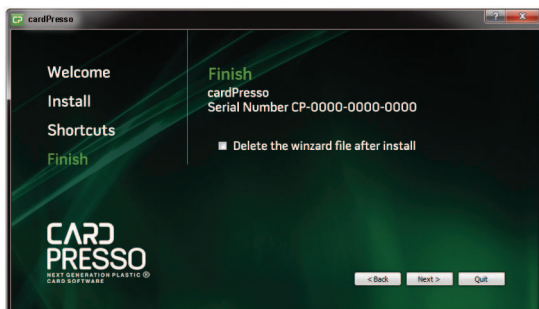 CP cardPresso
? X
Welcome
Install
Shortcuts
Finish
Finish
cardPresso
Serial Number CP-0000-0000-0000
Delete the winzard file after install
CARD
PRESSO
NEXT GENERATION PLASTIC ®
CARD SOFTWARE
< Back Next > Quit